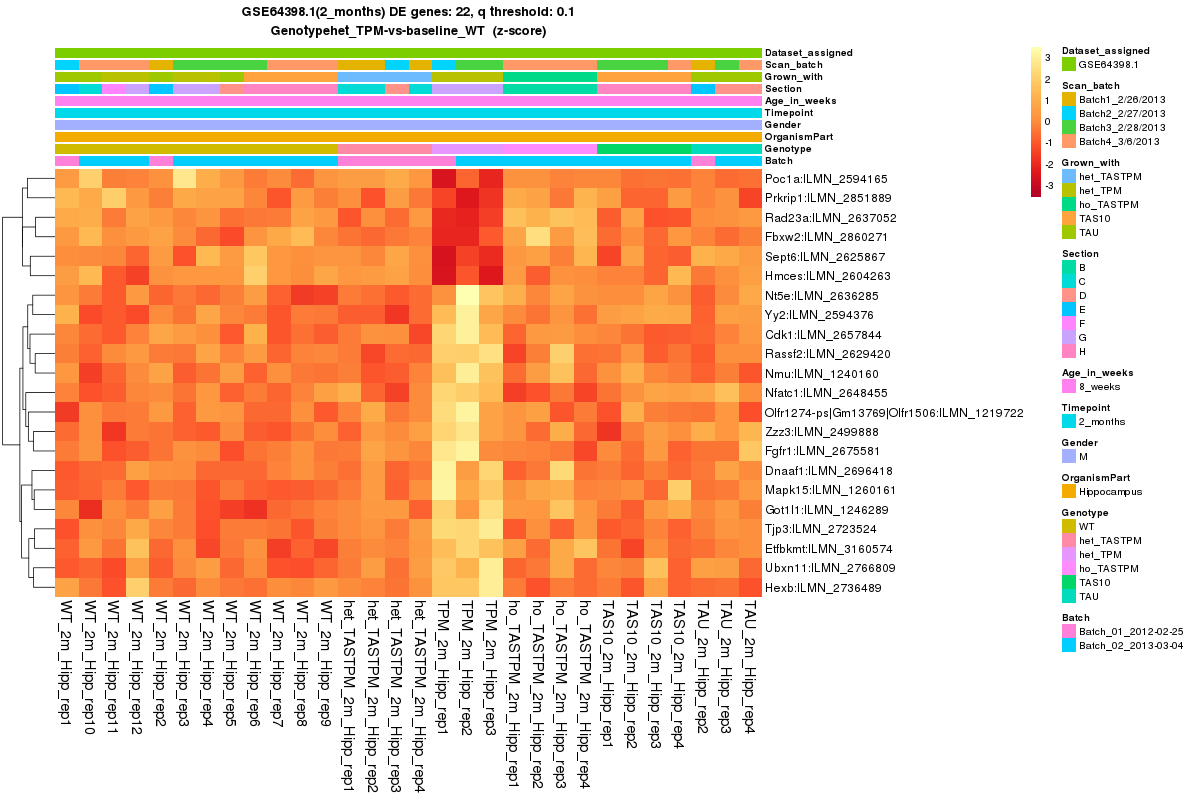 GSE64398.1(2_months) DE genes: 22, q threshold: 0.1
Genotypehet_TPM-vs-baseline_WT (z-score)
Dataset_assigned
Scan_batch
Grown_with
Section
Age_in_weeks
Timepoint
Gender
OrganismPart
Genotype
Batch
Poc1a:ILMN_2594165
Prkrip1:ILMN_2851889
Rad23a:ILMN_2637052
Fbxw2:ILMN_2860271
Sept6:ILMN_2625867
Hmces:ILMN_2604263
Nt5e:ILMN_2636285
Yy2:ILMN_2594376
Cdk1:ILMN_2657844
Rassf2:ILMN_2629420
Nmu:ILMN_1240160
Nfatc1:ILMN_2648455
Olfr1274-ps|Gm13769|Olfr1506:ILMN_1219722
Zzz3:ILMN_2499888
Fgfr1:ILMN_2675581
Dnaaf1:ILMN_2696418
Mapk15:ILMN_1260161
Got1l1:ILMN_1246289
Tjp3:ILMN_2723524
Etfbkmt:ILMN_3160574
Ubxn11:ILMN_2766809
Hexb:ILMN_2736489
WT_2m_Hipp_rep1
WT_2m_Hipp_rep10
WT_2m_Hipp_rep11
WT_2m_Hipp_rep12
WT_2m_Hipp_rep2
WT_2m_Hipp_rep3
WT_2m_Hipp_rep4
WT_2m_Hipp_rep5
WT_2m_Hipp_rep6
WT_2m_Hipp_rep7
WT_2m_Hipp_rep8
WT_2m_Hipp_rep9
het_TASTPM_2m_Hipp_rep1
het_TASTPM_2m_Hipp_rep2
het_TASTPM_2m_Hipp_rep3
het_TASTPM_2m_Hipp_rep4
TPM_2m_Hipp_rep1
TPM_2m_Hipp_rep2
TPM_2m_Hipp_rep3
ho_TASTPM_2m_Hipp_rep1
ho_TASTPM_2m_Hipp_rep2
ho_TASTPM_2m_Hipp_rep3
ho_TASTPM_2m_Hipp_rep4
TAS10_2m_Hipp_rep1
TAS10_2m_Hipp_rep2
TAS10_2m_Hipp_rep3
TAS10_2m_Hipp_rep4
TAU_2m_Hipp_rep2
TAU_2m_Hipp_rep3
TAU_2m_Hipp_rep4
3
2
1
0
-1
-2
-3
Dataset_assigned
GSE64398.1
Scan_batch
Batch1_2/26/2013
Batch2_2/27/2013
Batch3_2/28/2013
Batch4_3/6/2013
Grown_with
het_TASTPM
het_TPM
ho_TASTPM
TAS10
TAU
Section
B
C
D
E
F
G
H
Age_in_weeks
8_weeks
Timepoint
2_months
Gender
M
OrganismPart
Hippocampus
Genotype
WT
het_TASTPM
het_TPM
ho_TASTPM
TAS10
TAU
Batch
Batch_01_2012-02-25
Batch_02_2013-03-04